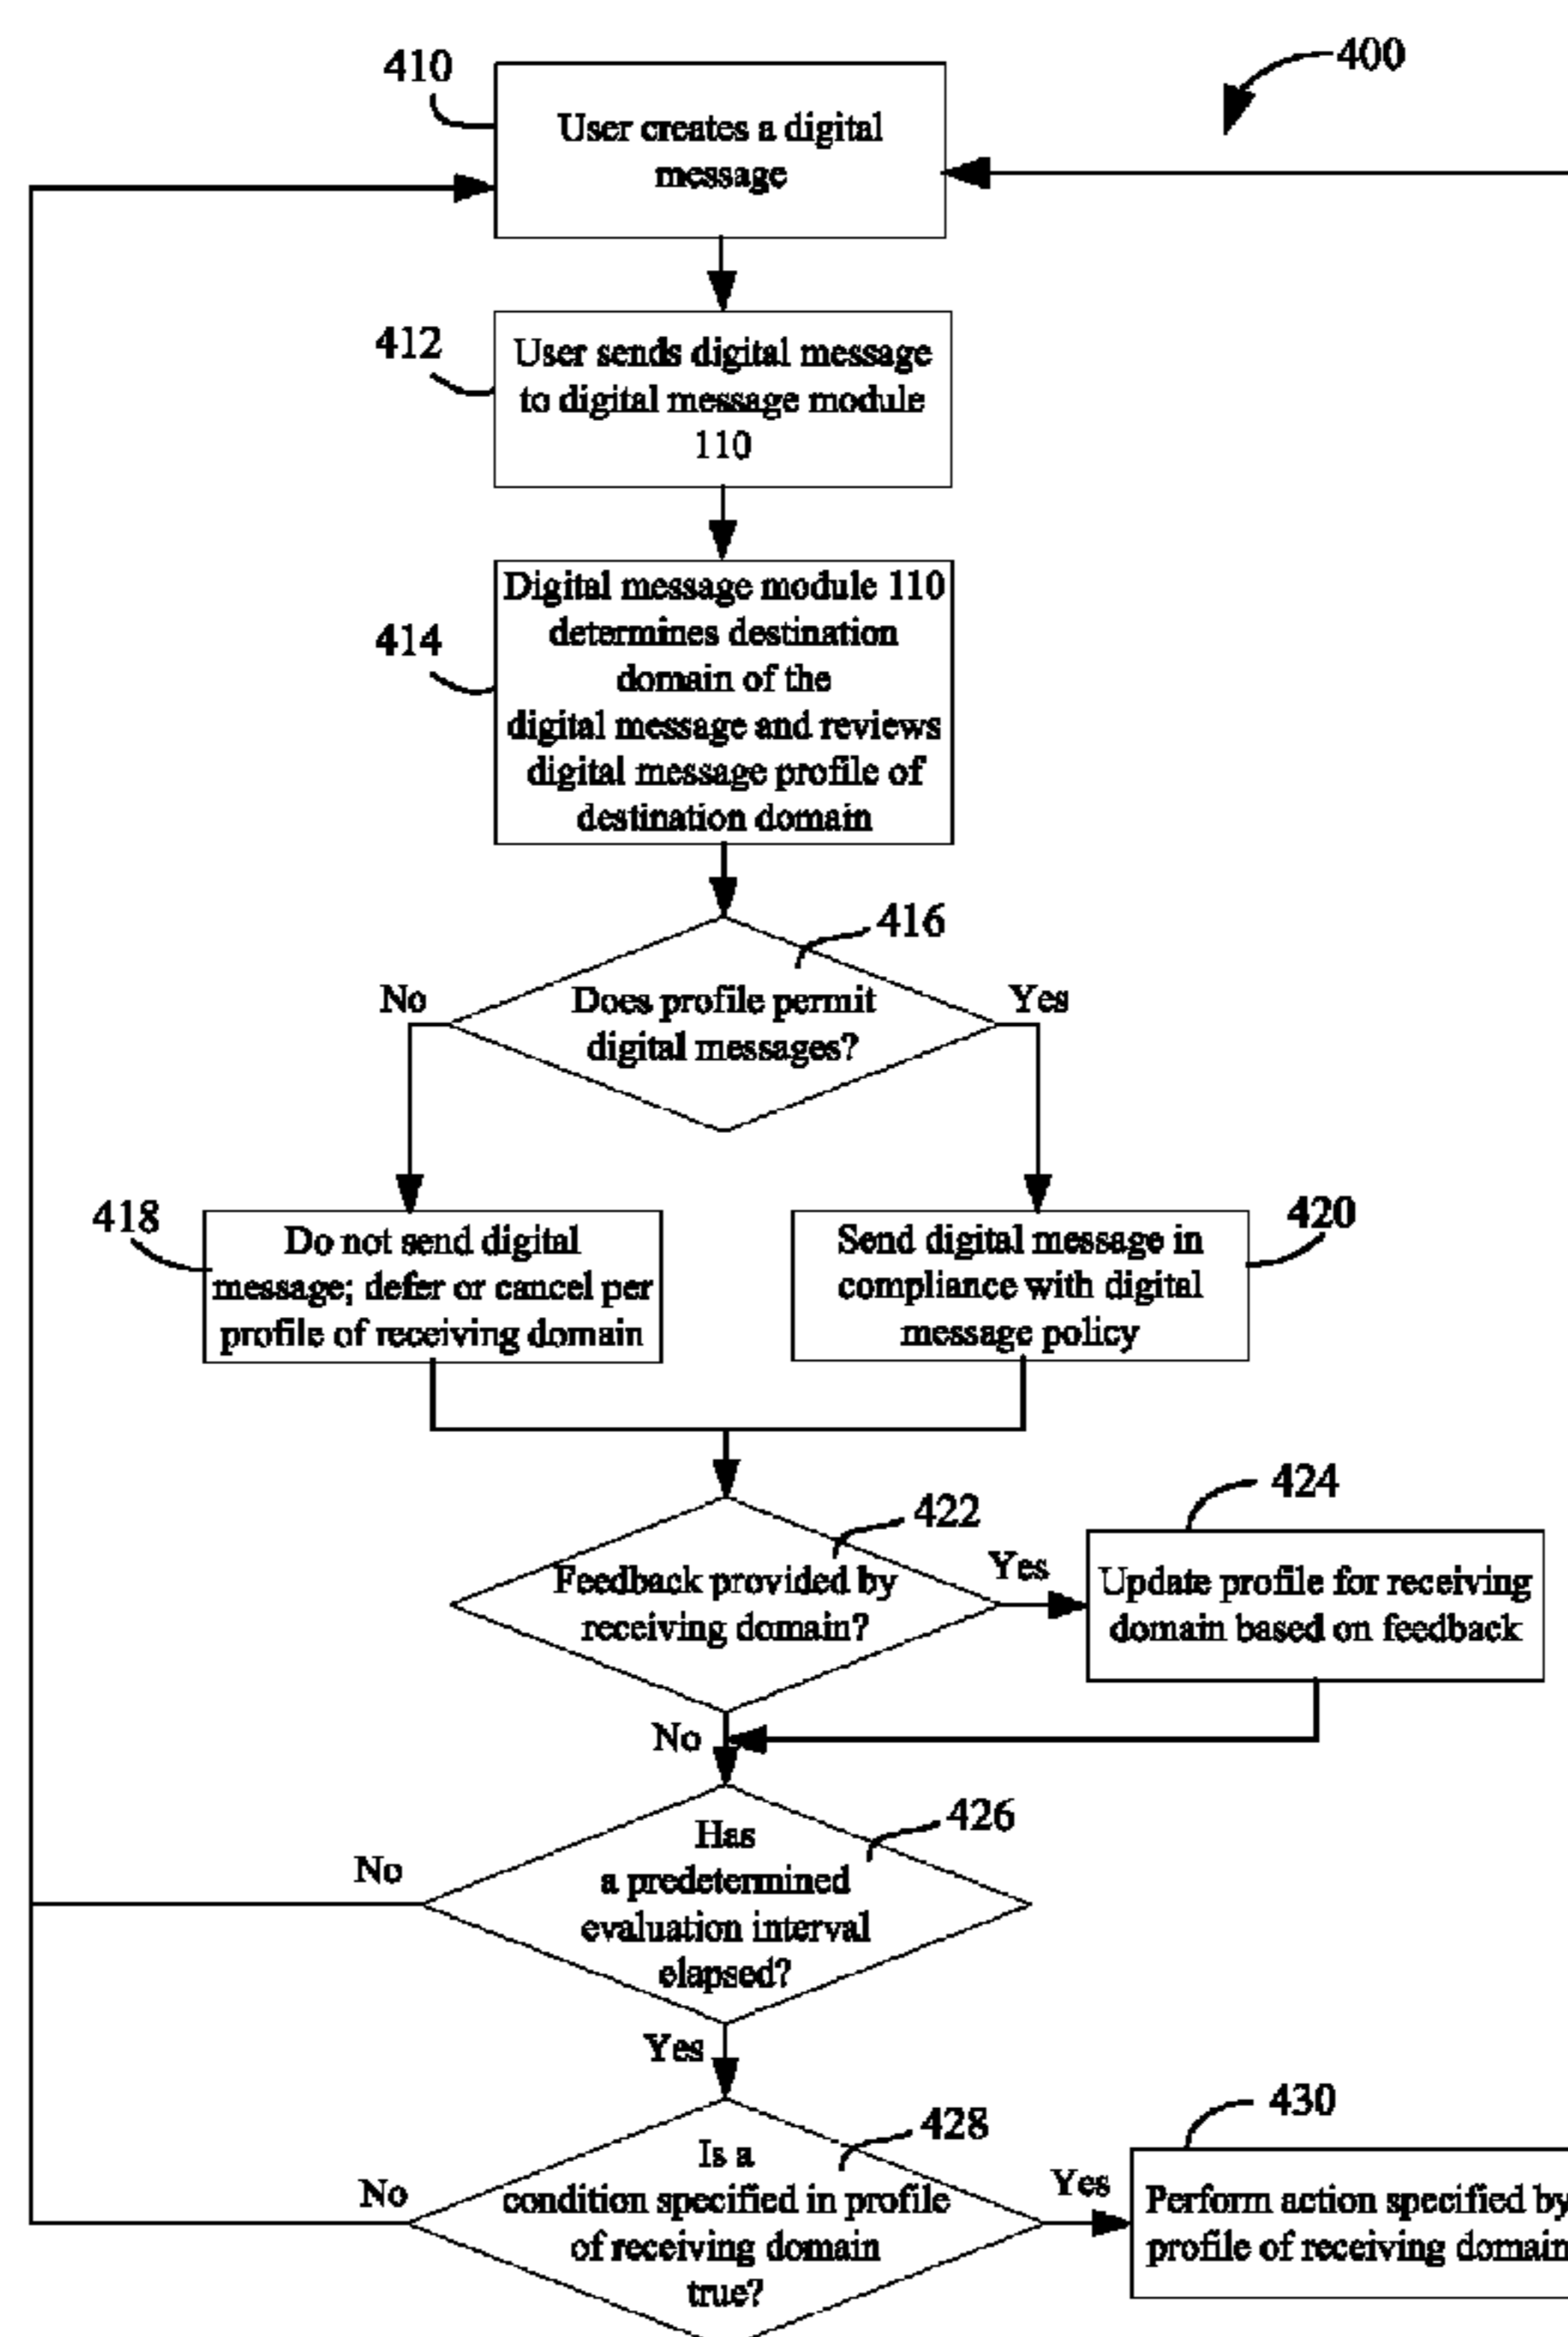 410
400
User creates a digital
message
412
User sends digital message
to digital message module
110
414
Digital message module 110
determines destination
domain of the
digital message and reviews
digital message profile of
destination domain
416
No
Does profile permit
digital messages?
Yes
418
Do not send digital
message; defer or cancel per
profile of receiving domain
420
Send digital message in
compliance with digital
message policy
422
Feedback provided by
receiving domain?
Yes
424
Update profile for receiving
domain based on feedback
No
426
Has
a predetermined
evaluation interval
elapsed?
No
Yes
428
Is a
condition specified in profile
of receiving domain
true?
No
Yes
430
Perform action specified by
profile of receiving domain